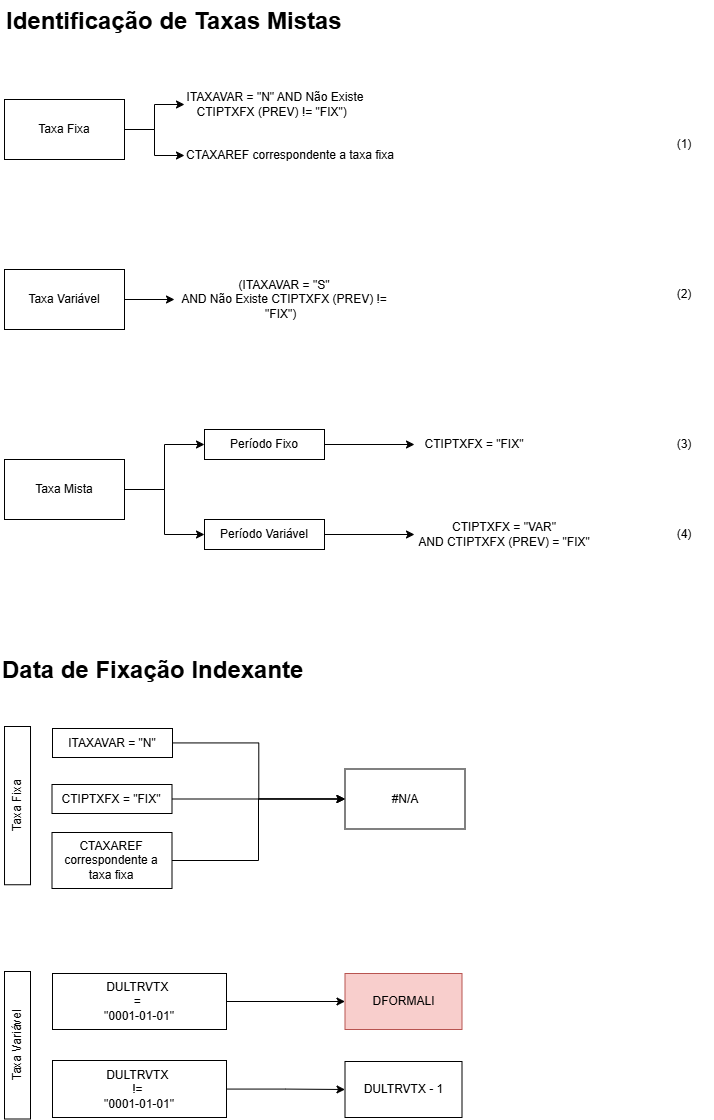 Identificação de Taxas Mistas
ITAXAVAR = "N" AND Não Existe
CTIPTXFX (PREV) != "FIX")
Taxa Fixa
CTAXAREF correspondente a taxa fixa
(1)
(ITAXAVAR = "S"
AND Não Existe CTIPTXFX (PREV) !=
"FIX")
Taxa Variável
(2)
Período Fixo
CTIPTXFX = "FIX"
(3)
Taxa Mista
Período Variável
CTIPTXFX = "VAR"
AND CTIPTXFX (PREV) = "FIX"
(4)
Data de Fixação Indexante
Taxa Fixa
ITAXAVAR = "N"
CTIPTXFX = "FIX"
CTAXAREF
correspondente a
taxa fixa
#N/A
Taxa Variável
DULTRVTX
=
"0001-01-01"
DFORMALI
DULTRVTX
!=
"0001-01-01"
DULTRVTX - 1